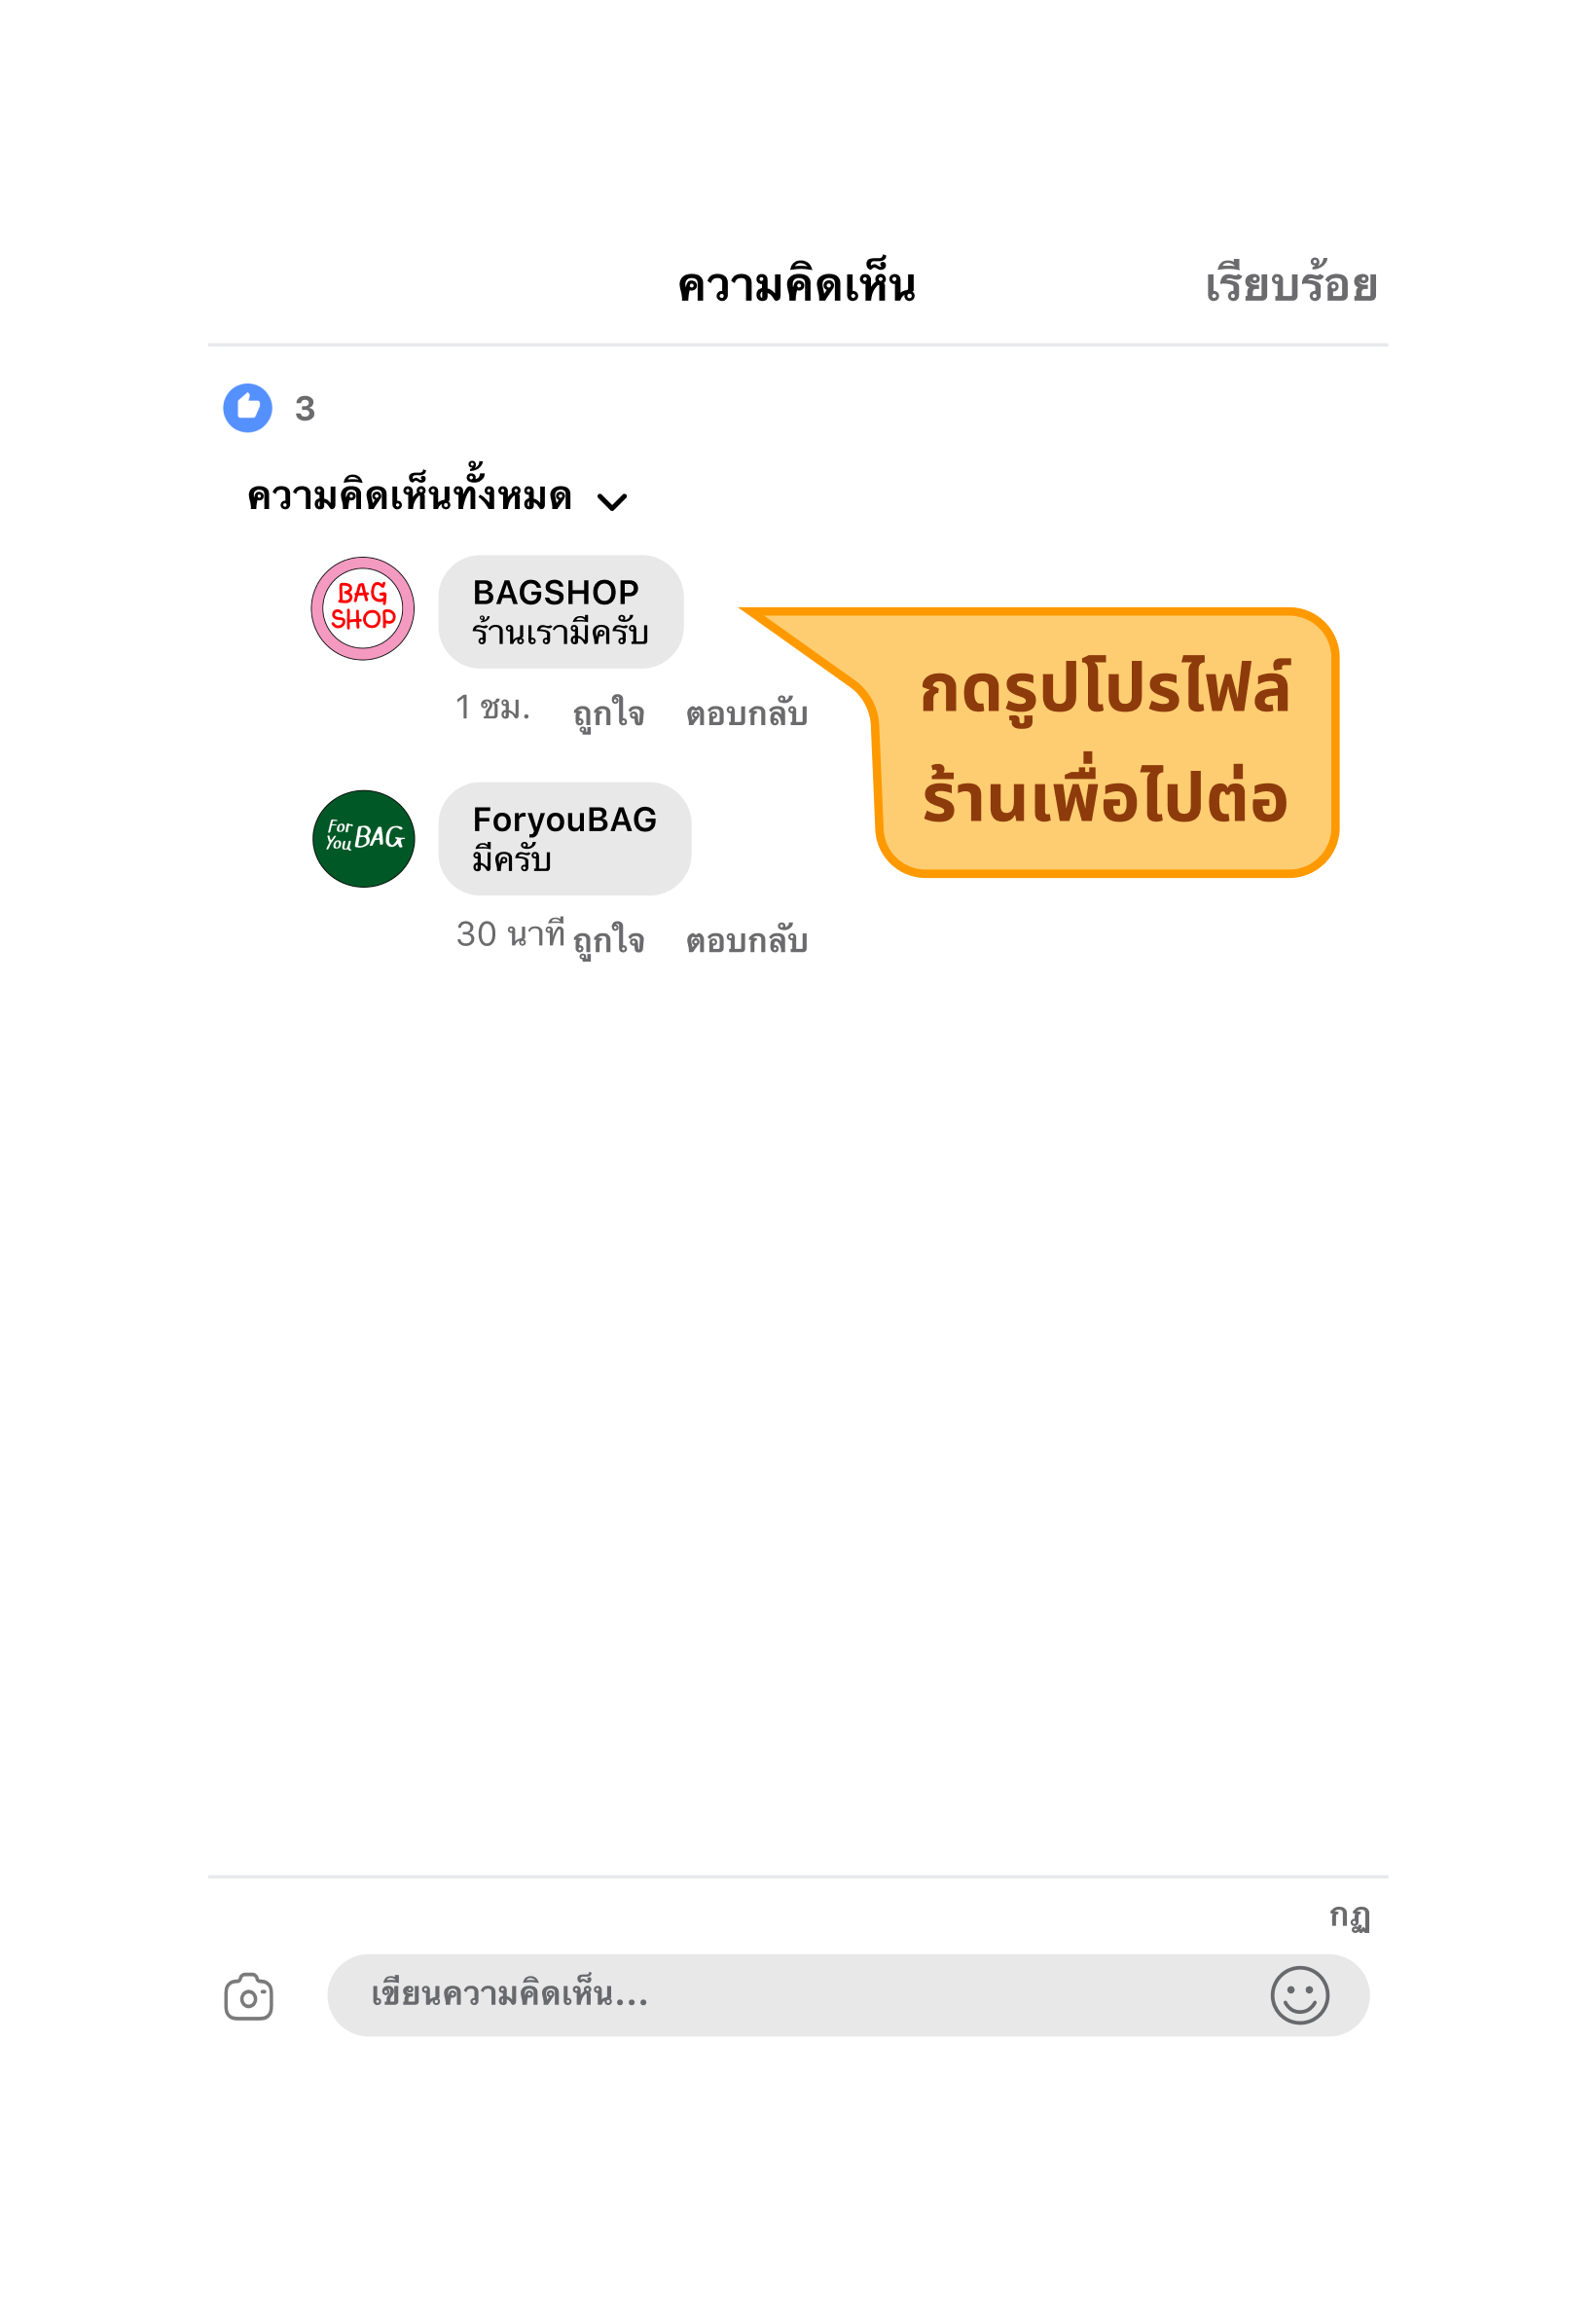 ความคิดเห็น
เรียบร้อย
3
ความคิดเห็นทั้งหมด
BAG
SHOP
BAGSHOP
ร้านเรามีครับ
1 ชม. ถูกใจ ตอบกลับ
กดรูปโปรไฟล์
ร้านเพื่อไปต่อ
For
You BAG
ForyouBAG
มีครับ
30 นาที ถูกใจ ตอบกลับ
กฎ
เขียนความคิดเห็น...